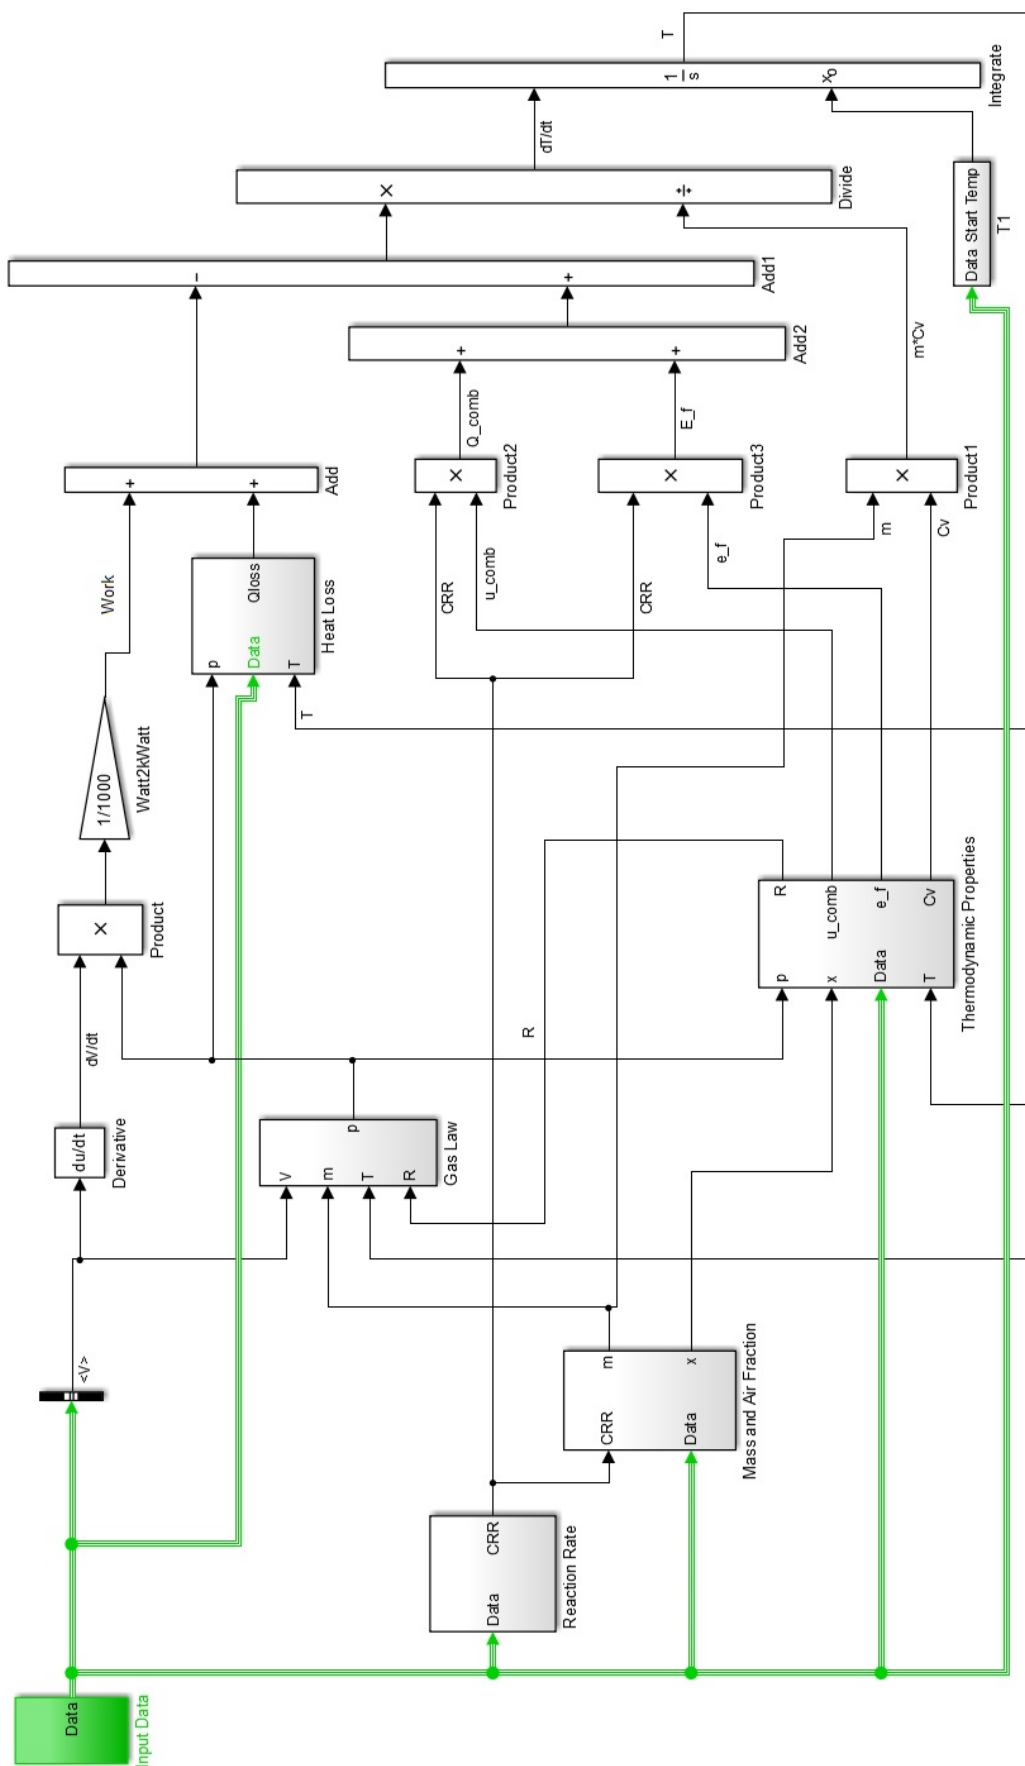 Data
Input Data
<V>
du/dt
Derivative
dV/dt
×
Product
1/1000
Watt2kWatt
Work
+
+
Add
p
Data
T
Qloss
Heat Loss
T
V
m
T
R
p
Gas Law
R
Data
CRR
Reaction Rate
CRR
Data
m
x
Mass and Air Fraction
p
x
Data
T
R
u_comb
e_f
Cv
Thermodynamic Properties
CRR
u_comb
×
Product2
Q_comb
CRR
e_f
×
Product3
E_f
m
Cv
×
Product1
m*Cv
+
+
Add2
−
+
Add1
×
÷
Divide
dT/dt
Data Start Temp
T1
1
s
xo
Integrate
T